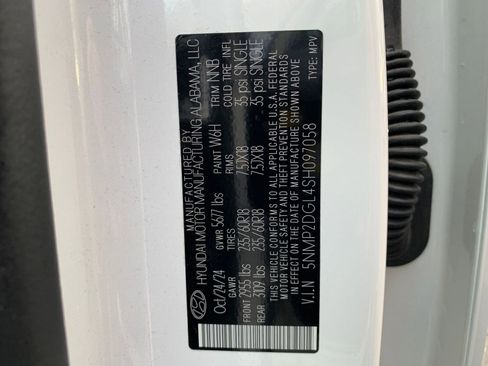 MANUFACTURED BY
HYUNDAI MOTOR MANUFACTURING ALABAMA, LLC
Oct/24/24 GVWR 5677 lbs PAINT W6H TRIM NNB
GAWR TIRES RIMS COLD TIRE INFL
FRONT 2955 lbs 235/60R18 7.5JX18 35 psi SINGLE
REAR 3109 lbs 235/60R18 7.5JX18 35 psi SINGLE
THIS VEHICLE CONFORMS TO ALL APPLICABLE U.S.A. FEDERAL
MOTOR VEHICLE SAFETY AND THEFT PREVENTION STANDARDS
IN EFFECT ON THE DATE OF MANUFACTURE SHOWN ABOVE
V.I.N 5NMP2DGL4SH097058 TYPE: MPV